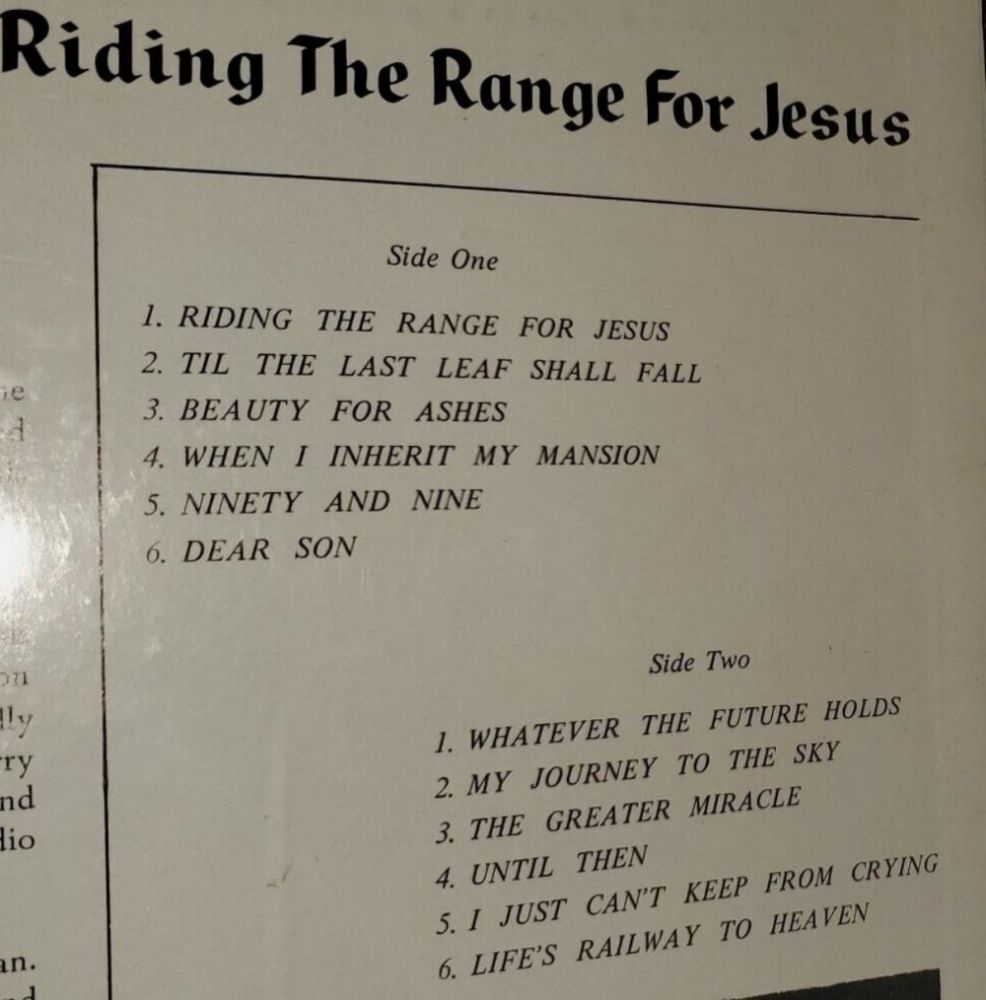 Riding The Range For Jesus
Side One
1. RIDING THE RANGE FOR JESUS
2. TIL THE LAST LEAF SHALL FALL
3. BEAUTY FOR ASHES
4. WHEN I INHERIT MY MANSION
5. NINETY AND NINE
6. DEAR SON
Side Two
1. WHATEVER THE FUTURE HOLDS
2. MY JOURNEY TO THE SKY
3. THE GREATER MIRACLE
4. UNTIL THEN
5. I JUST CAN'T KEEP FROM CRYING
6. LIFE'S RAILWAY TO HEAVEN